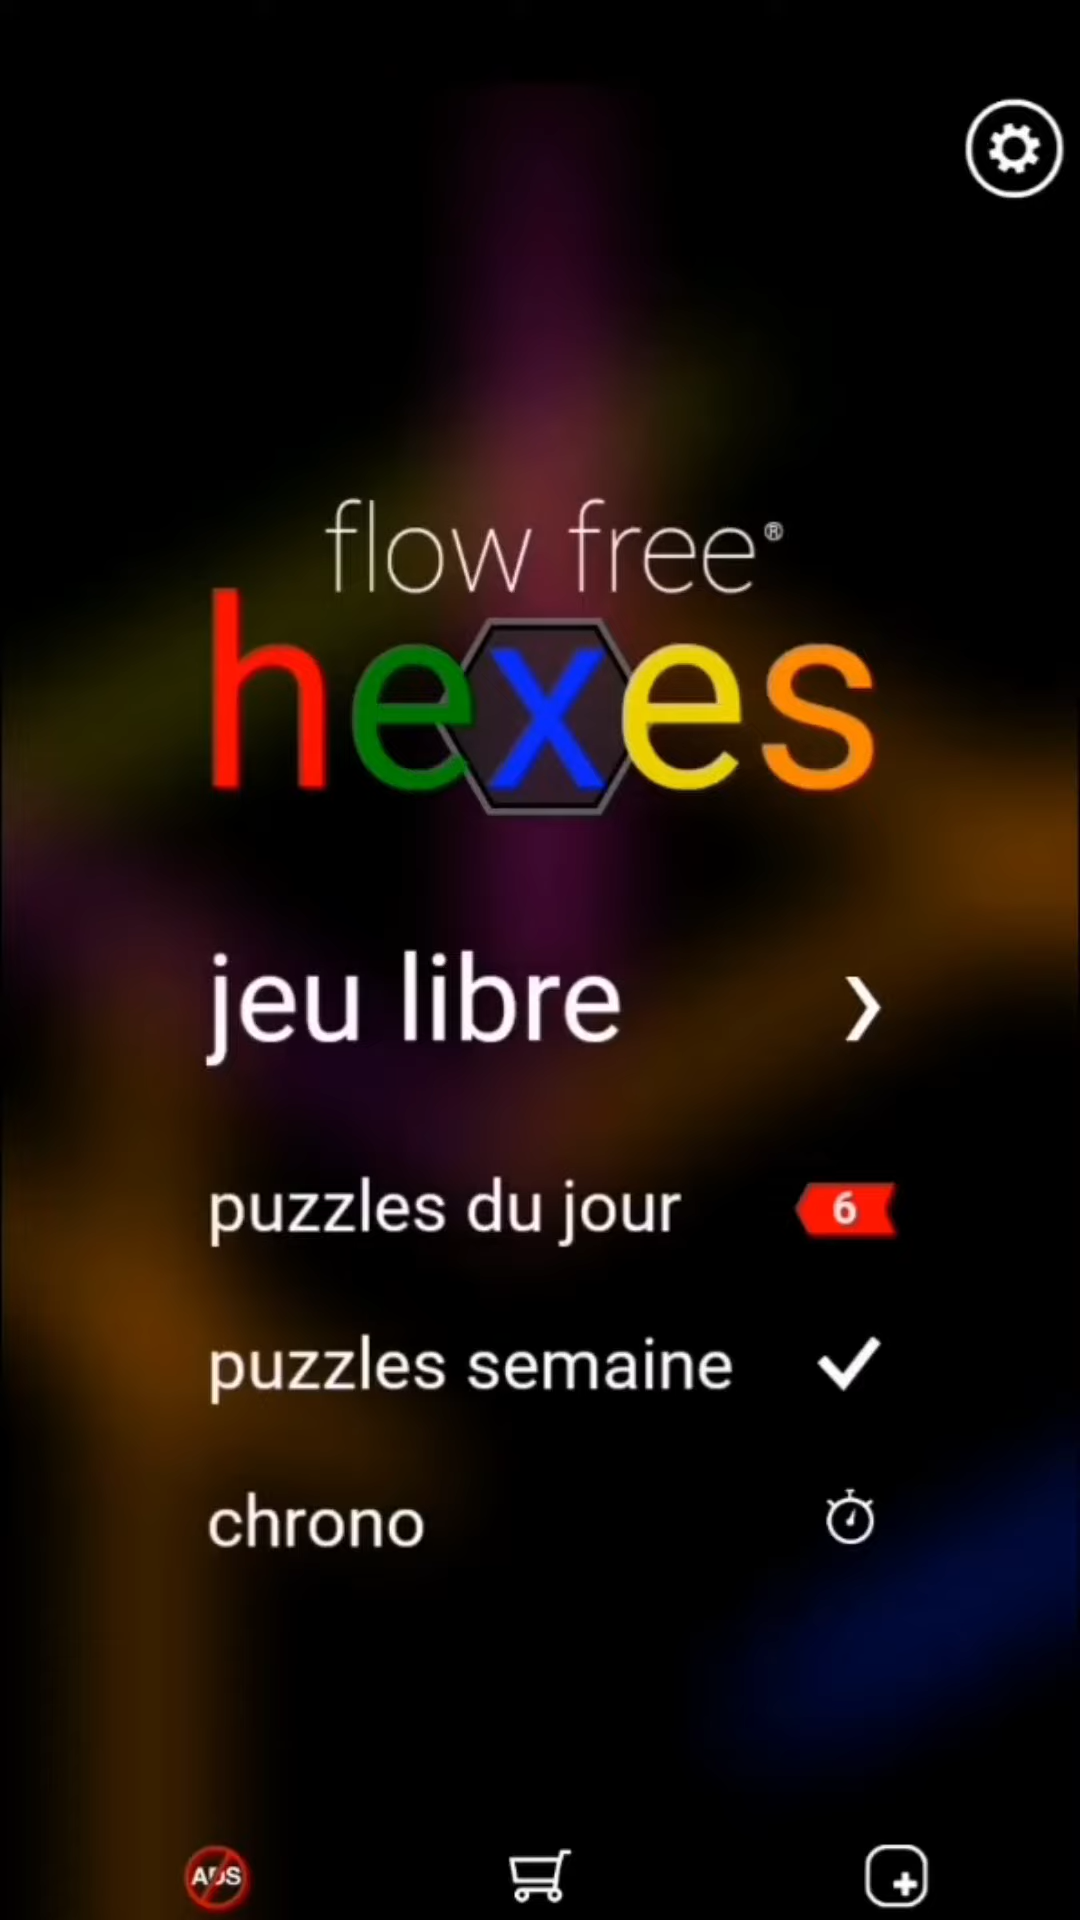 flow free®
hexes
jeu libre
puzzles du jour 6
puzzles semaine
chrono
ADS